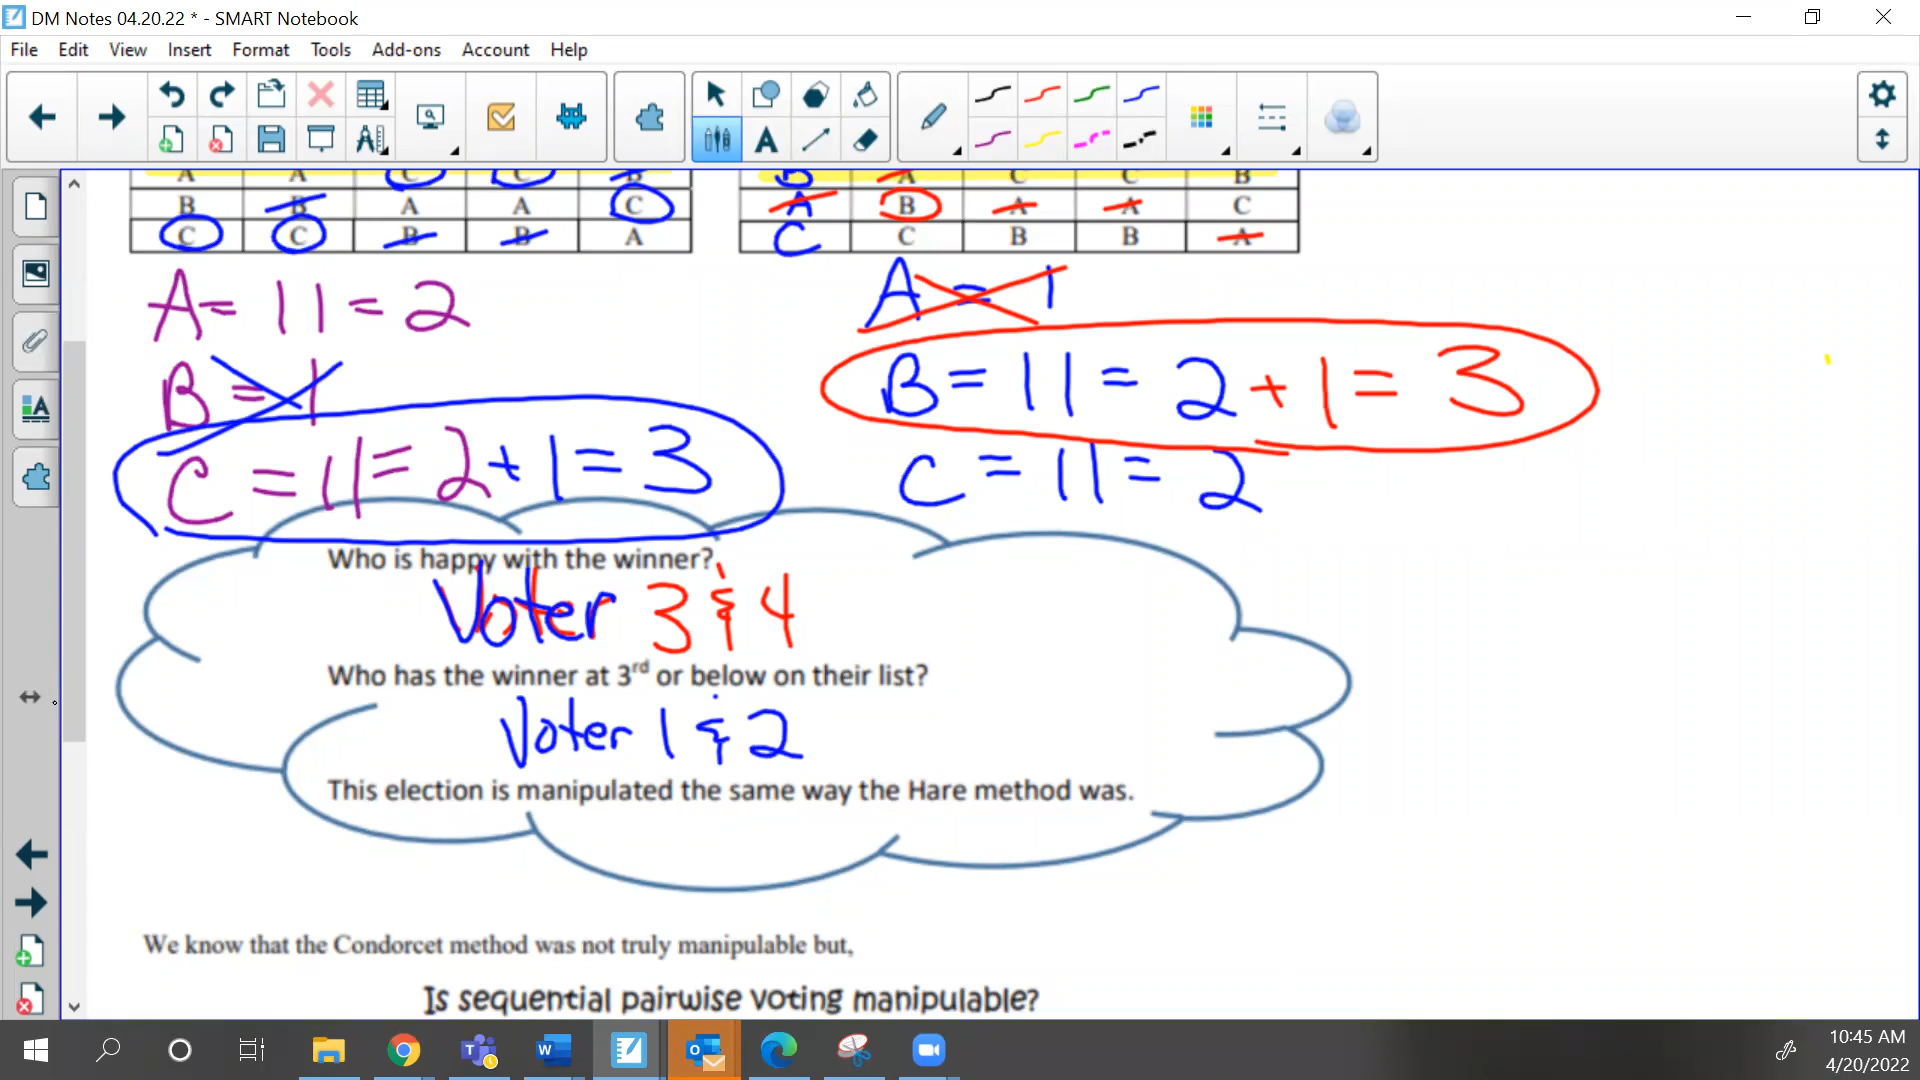 DM Notes 04.20.22 * - SMART Notebook
File Edit View Insert Format Tools Add-ons Account Help
A A C C B B A C C B
B B A A C A B A A C
C C B B A C C B B A
A = 11 = 2
A = 1
B = 1
B = 11 = 2 + 1 = 3
C = 11 = 2 + 1 = 3
C = 11 = 2
Who is happy with the winner?
Voter 3 & 4
Who has the winner at 3rd or below on their list?
Voter 1 & 2
This election is manipulated the same way the Hare method was.
We know that the Condorcet method was not truly manipulable but,
Is sequential pairwise voting manipulable?
10:45 AM
4/20/2022